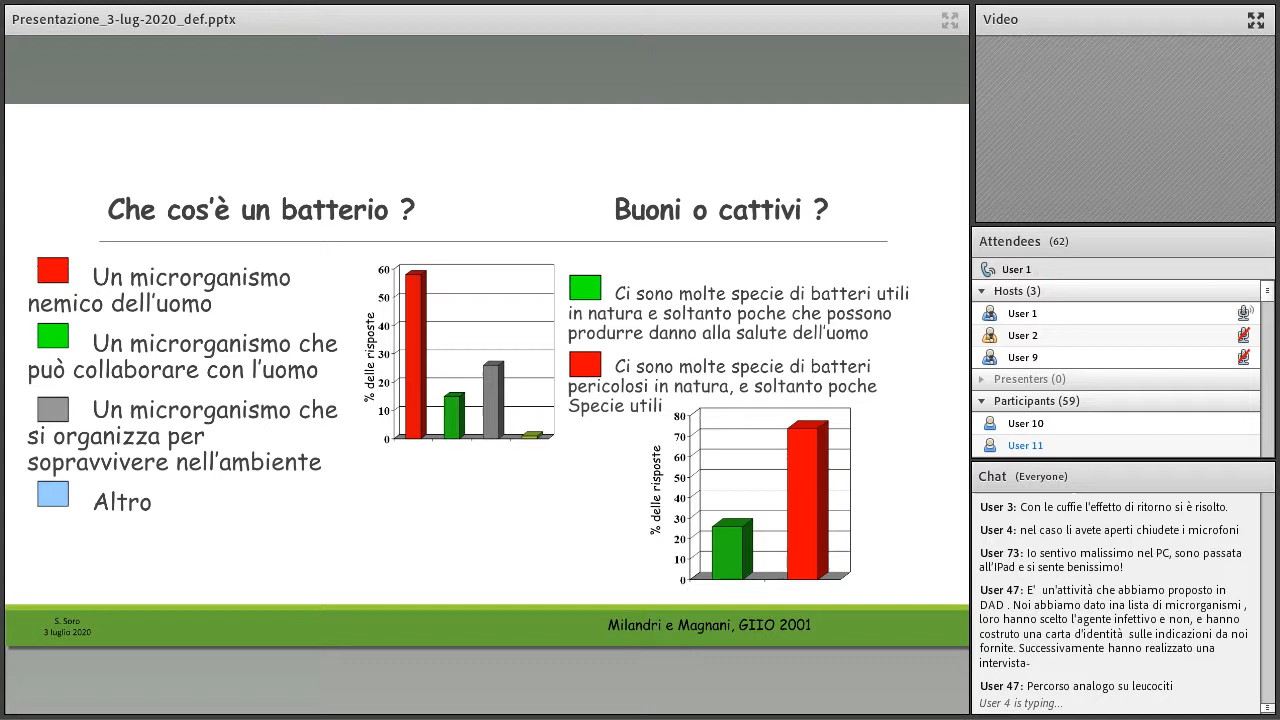 Presentazione_3-lug-2020_def.pptx
Che cos'è un batterio ?
Un microrganismo
nemico dell'uomo
Un microrganismo che
può collaborare con l'uomo
Un microrganismo che
si organizza per
sopravvivere nell'ambiente
Altro
% delle risposte
60
50
40
30
20
10
0
Buoni o cattivi ?
Ci sono molte specie di batteri utili
in natura e soltanto poche che possono
produrre danno alla salute dell'uomo
Ci sono molte specie di batteri
pericolosi in natura, e soltanto poche
Specie utili
% delle risposte
80
70
60
50
40
30
20
10
0
S. Soro
3 luglio 2020
Milandri e Magnani, GIIO 2001
Video
Attendees (62)
User 1
Hosts (3)
User 1
User 2
User 9
Presenters (0)
Participants (59)
User 10
User 11
Chat (Everyone)
User 3: Con le cuffie l'effetto di ritorno si è risolto.
User 4: nel caso li avete aperti chiudete i microfoni
User 73: Io sentivo malissimo nel PC, sono passata
all'IPad e si sente benissimo!
User 47: E' un'attività che abbiamo proposto in
DAD . Noi abbiamo dato ina lista di microrganismi ,
loro hanno scelto l'agente infettivo e non, e hanno
costruto una carta d'identità sulle indicazioni da noi
fornite. Successivamente hanno realizzato una
intervista-
User 47: Percorso analogo su leucociti
User 4 is typing...